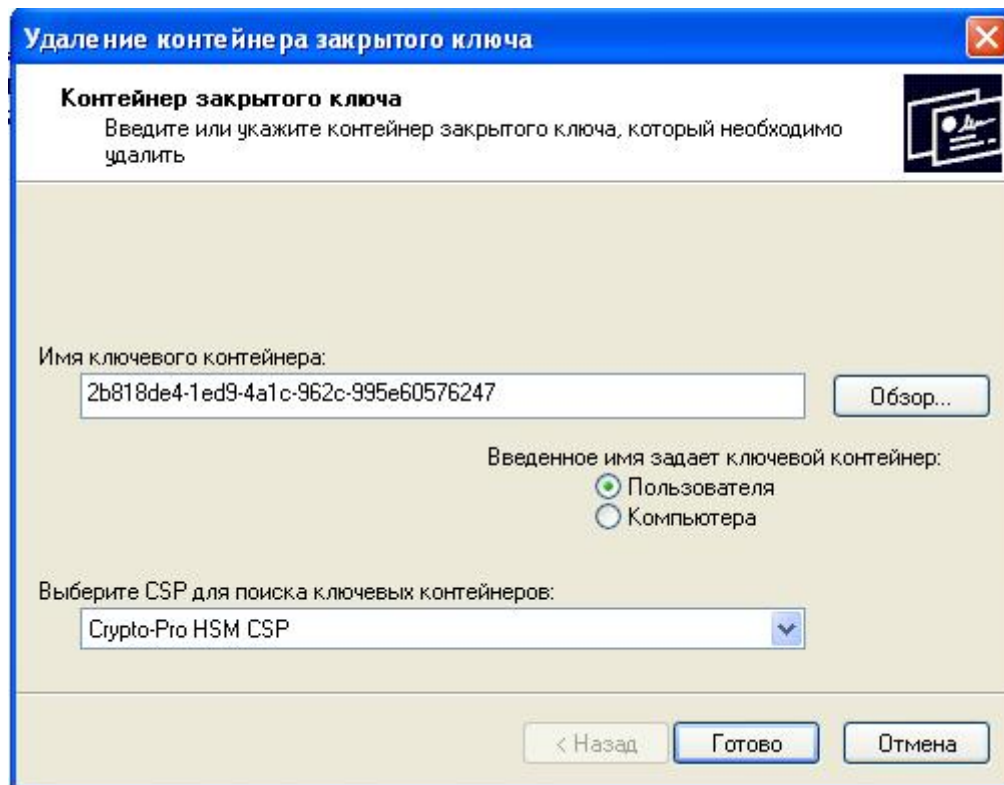 Удаление контейнера закрытого ключа
Контейнер закрытого ключа
Введите или укажите контейнер закрытого ключа, который необходимо
удалить
Имя ключевого контейнера:
2b818de4-1ed9-4a1c-962c-995e60576247
Обзор...
Введенное имя задает ключевой контейнер:
Пользователя
Компьютера
Выберите CSP для поиска ключевых контейнеров:
Crypto-Pro HSM CSP
< Назад
Готово
Отмена